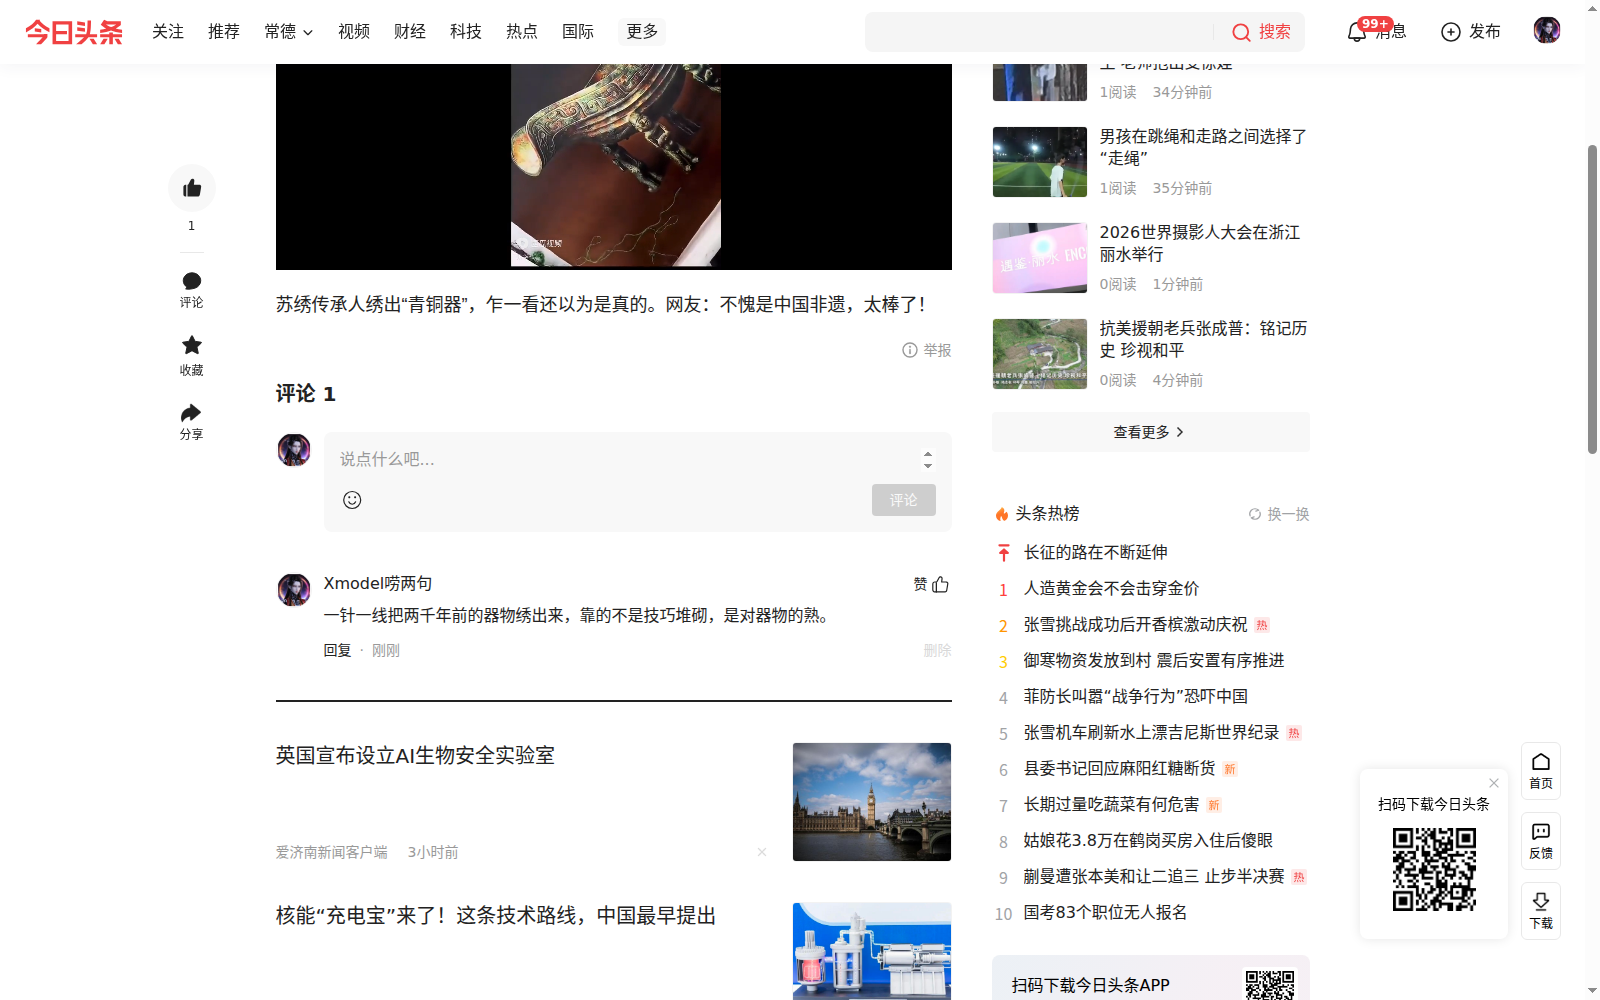 今日头条
关注 推荐 常德 视频 财经 科技 热点 国际 更多
搜索
99+
消息
发布
1
评论
收藏
分享
苏绣传承人绣出“青铜器”，乍一看还以为是真的。网友：不愧是中国非遗，太棒了！
举报
评论 1
说点什么吧...
评论
Xmodel唠两句
赞
一针一线把两千年前的器物绣出来，靠的不是技巧堆砌，是对器物的熟。
回复 · 刚刚
删除
英国宣布设立AI生物安全实验室
爱济南新闻客户端 3小时前
核能“充电宝”来了！这条技术路线，中国最早提出
1阅读 34分钟前
男孩在跳绳和走路之间选择了
“走绳”
1阅读 35分钟前
2026世界摄影人大会在浙江
丽水举行
0阅读 1分钟前
抗美援朝老兵张成普：铭记历
史 珍视和平
0阅读 4分钟前
查看更多
头条热榜
换一换
长征的路在不断延伸
1 人造黄金会不会击穿金价
2 张雪挑战成功后开香槟激动庆祝 热
3 御寒物资发放到村 震后安置有序推进
4 菲防长叫嚣“战争行为”恐吓中国
5 张雪机车刷新水上漂吉尼斯世界纪录 热
6 县委书记回应麻阳红糖断货 新
7 长期过量吃蔬菜有何危害 新
8 姑娘花3.8万在鹤岗买房入住后傻眼
9 蒯曼遭张本美和让二追三 止步半决赛 热
10 国考83个职位无人报名
扫码下载今日头条APP
扫码下载今日头条
首页
反馈
下载